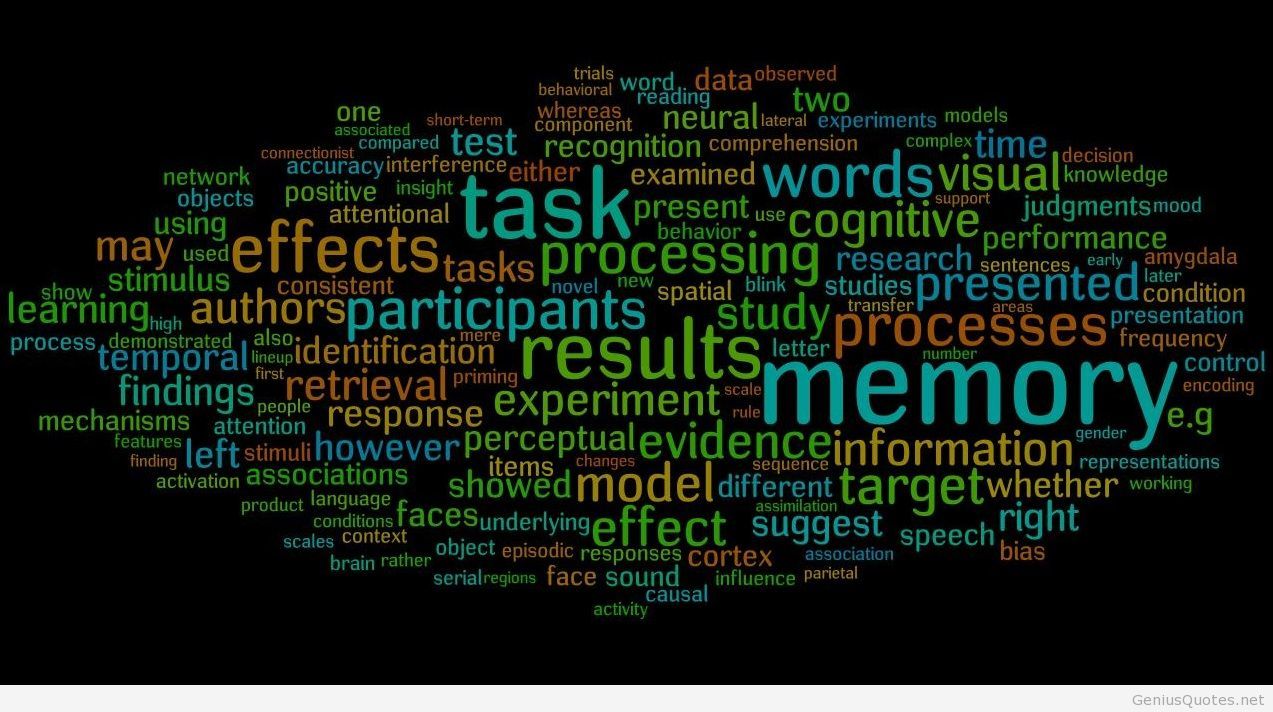 trials
behavioral
word
data
observed
reading
two
one
whereas
component
neural
lateral
experiments
models
associated
short-term
compared
test
recognition
comprehension
complex
time
connectionist
accuracy
interference
either
examined
words
visual
decision
knowledge
network
objects
positive
insight
task
present
use
cognitive
support
judgments
mood
using
attentional
behavior
performance
may
used
effects
tasks
processing
research
sentences
early
amygdala
stimulus
consistent
novel
new
spatial
blink
studies
presented
later
condition
show
learning
high
authors
participants
study
transfer
processes
areas
presentation
process
demonstrated
also
mere
results
letter
number
frequency
temporal
lineup
identification
memory
control
first
retrieval
priming
scale
encoding
findings
people
response
experiment
rule
e.g
mechanisms
attention
features
left
stimuli
however
perceptual
evidence
information
gender
finding
items
changes
sequence
representations
activation
associations
showed
model
different
target
whether
working
product
language
conditions
faces
underlying
effect
assimilation
suggest
speech
right
scales
context
object
episodic
responses
cortex
association
bias
brain
rather
serial
regions
face
sound
influence
parietal
causal
activity
GeniusQuotes.net